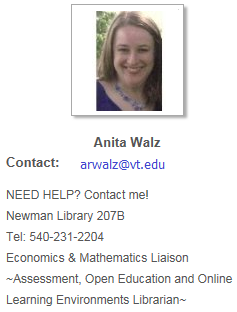 Anita Walz
Contact: arwalz@vt.edu
NEED HELP? Contact me!
Newman Library 207B
Tel: 540-231-2204
Economics & Mathematics Liaison
~Assessment, Open Education and Online
Learning Environments Librarian~